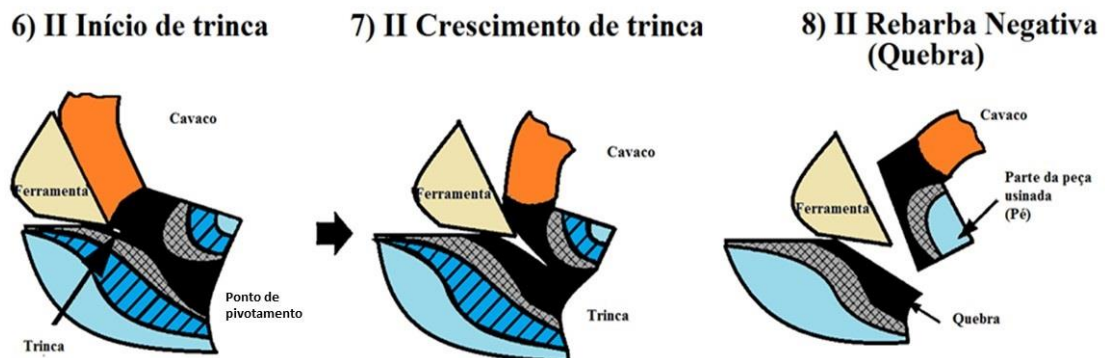 6) II Início de trinca
Cavaco
Ferramenta
Ponto de
pivotamento
Trinca
7) II Crescimento de trinca
Cavaco
Ferramenta
Trinca
8) II Rebarba Negativa
(Quebra)
Cavaco
Parte da peça
usinada
(Pé)
Ferramenta
Quebra